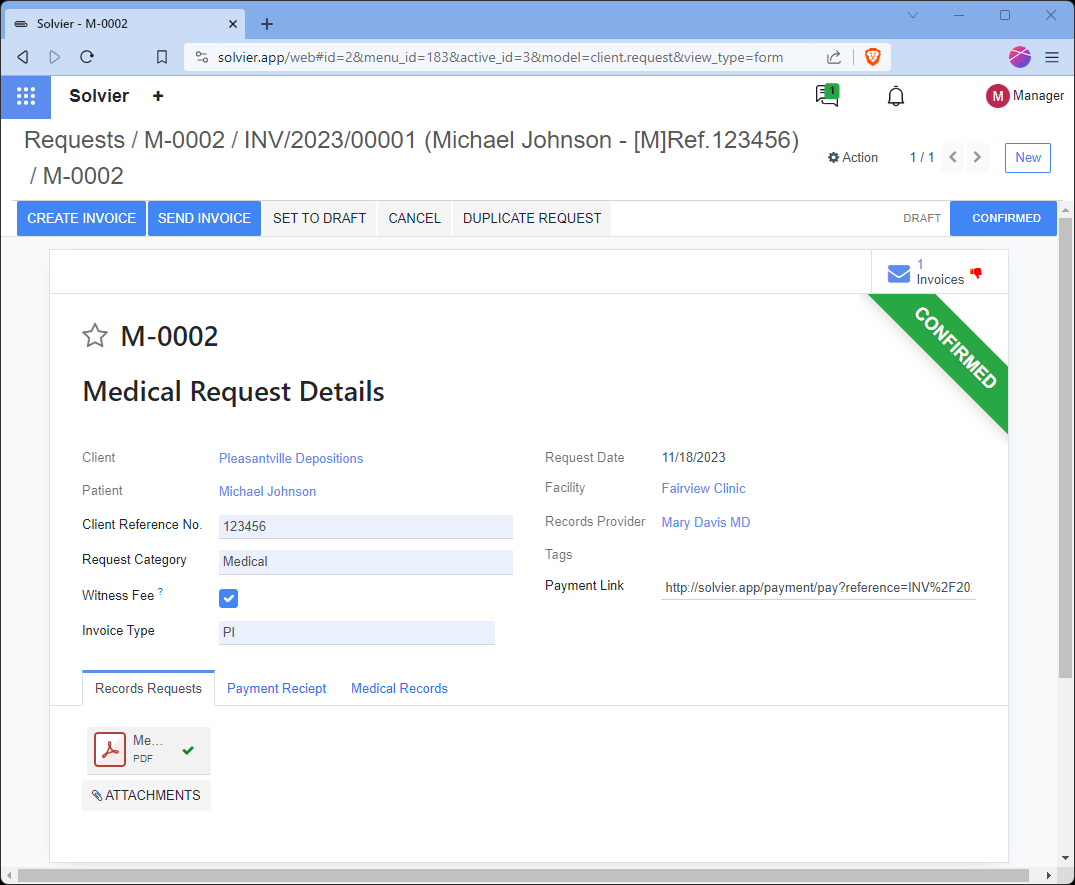 Solvier - M-0002
solvier.app/web#id=2&menu_id=183&active_id=3&model=client.request&view_type=form
Solvier +
1
M Manager
Requests / M-0002 / INV/2023/00001 (Michael Johnson - [M]Ref.123456)
/ M-0002
Action
1 / 1
New
CREATE INVOICE SEND INVOICE SET TO DRAFT CANCEL DUPLICATE REQUEST DRAFT CONFIRMED
1
Invoices
CONFIRMED
M-0002
Medical Request Details
Client Pleasantville Depositions
Patient Michael Johnson
Client Reference No. 123456
Request Category Medical
Witness Fee ?
Invoice Type PI
Request Date 11/18/2023
Facility Fairview Clinic
Records Provider Mary Davis MD
Tags
Payment Link http://solvier.app/payment/pay?reference=INV%2F20
Records Requests Payment Reciept Medical Records
Me...
PDF
ATTACHMENTS